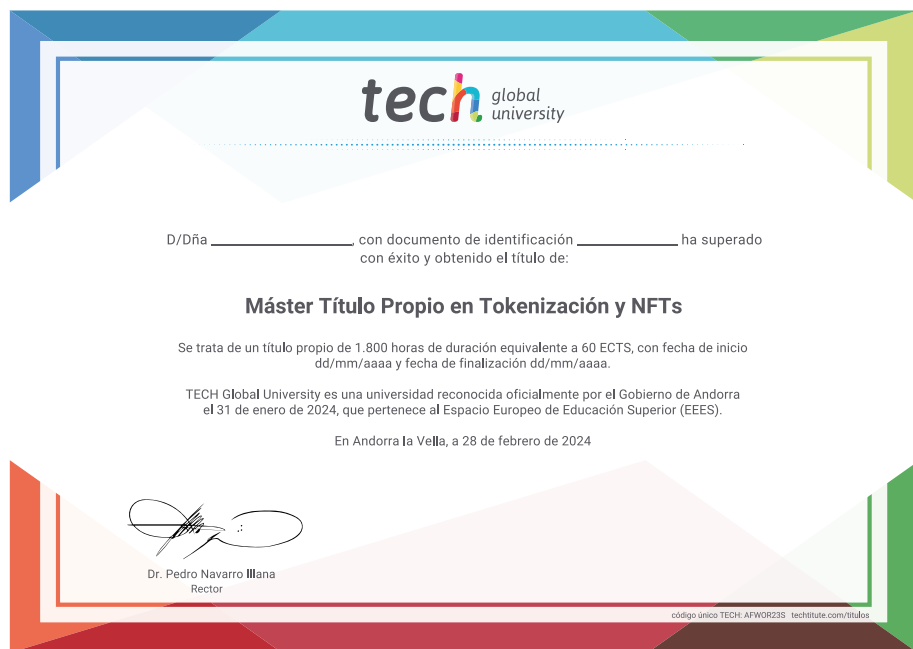 tech global university
D/Dña ____________, con documento de identificación ____________ ha superado
con éxito y obtenido el título de:
Máster Título Propio en Tokenización y NFTs
Se trata de un título propio de 1.800 horas de duración equivalente a 60 ECTS, con fecha de inicio
dd/mm/aaaa y fecha de finalización dd/mm/aaaa.
TECH Global University es una universidad reconocida oficialmente por el Gobierno de Andorra
el 31 de enero de 2024, que pertenece al Espacio Europeo de Educación Superior (EEES).
En Andorra la Vella, a 28 de febrero de 2024
Dr. Pedro Navarro Illana
Rector
código único TECH: AFWOR23S techtitute.com/titulos